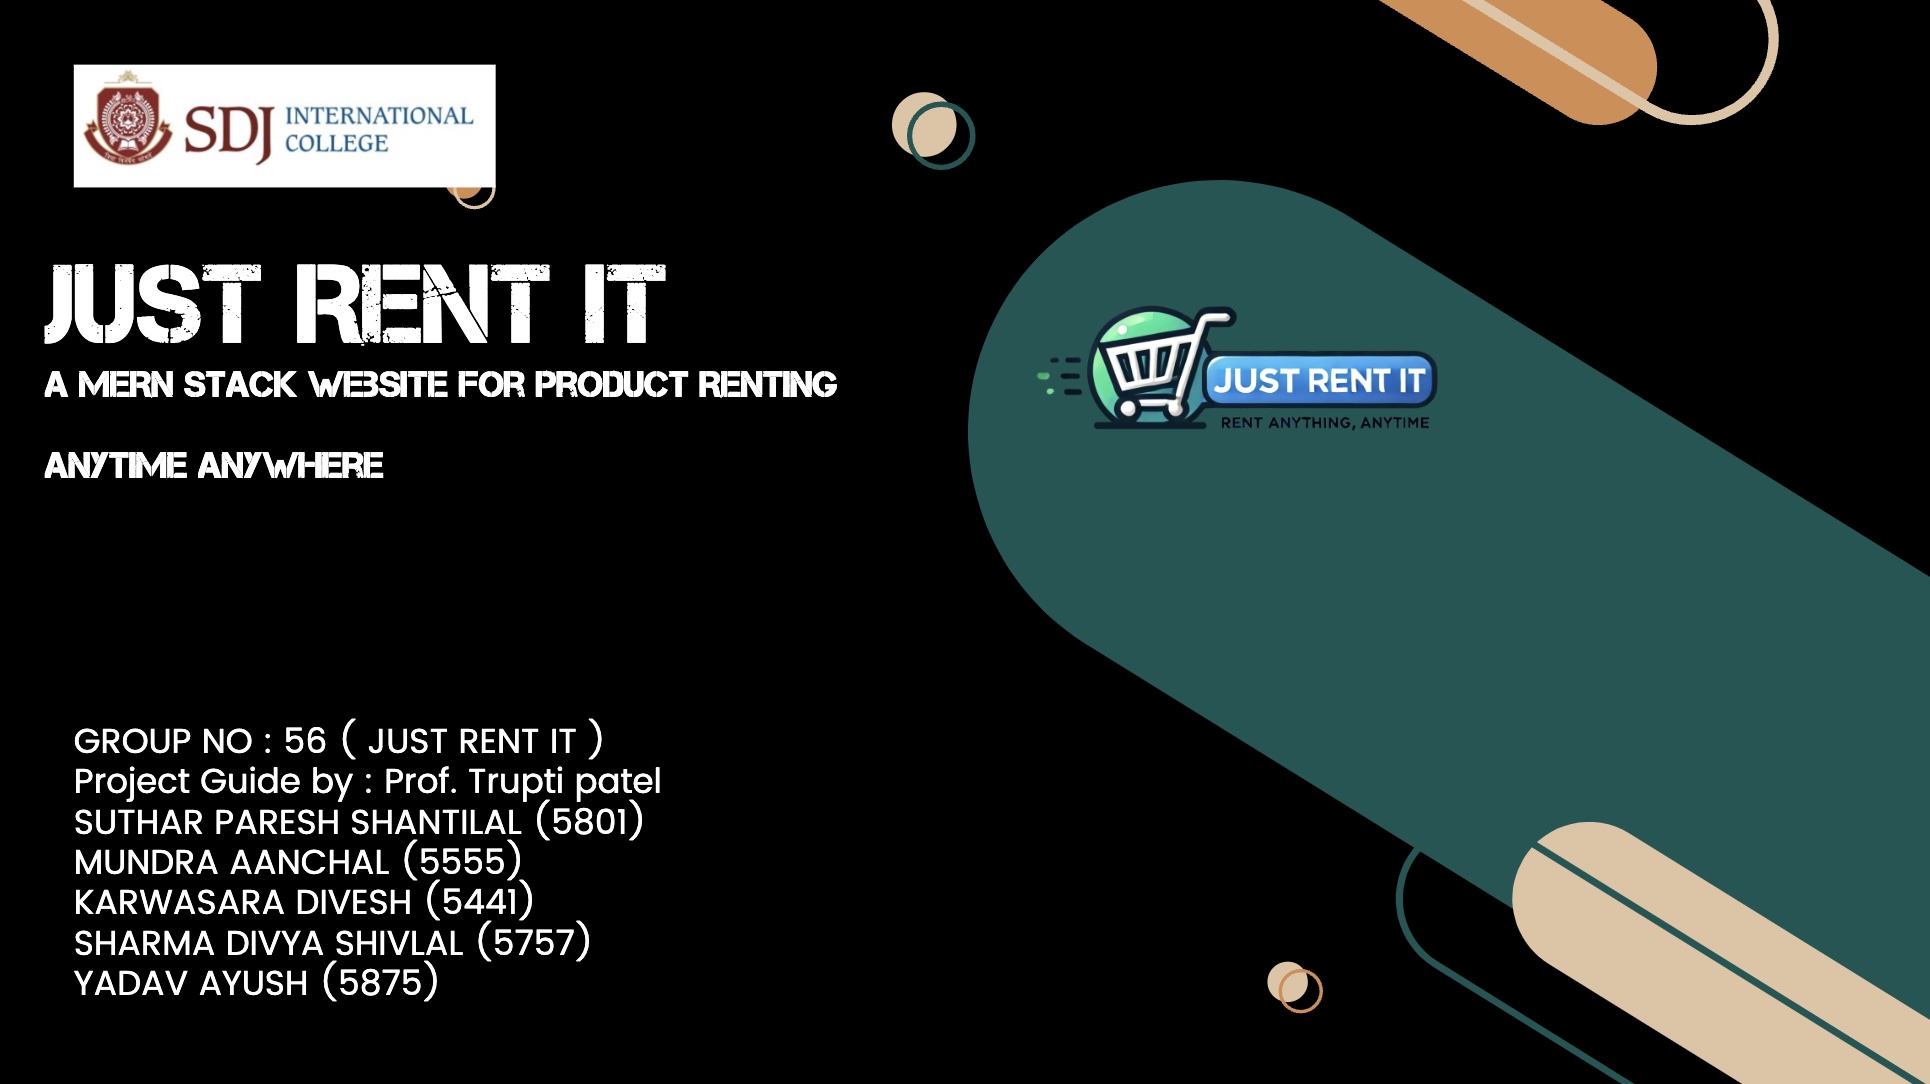 SDJ INTERNATIONAL
COLLEGE
JUST RENT IT
A MERN STACK WEBSITE FOR PRODUCT RENTING
ANYTIME ANYWHERE
JUST RENT IT
RENT ANYTHING, ANYTIME
GROUP NO : 56 ( JUST RENT IT )
Project Guide by : Prof. Trupti patel
SUTHAR PARESH SHANTILAL (5801)
MUNDRA AANCHAL (5555)
KARWASARA DIVESH (5441)
SHARMA DIVYA SHIVLAL (5757)
YADAV AYUSH (5875)